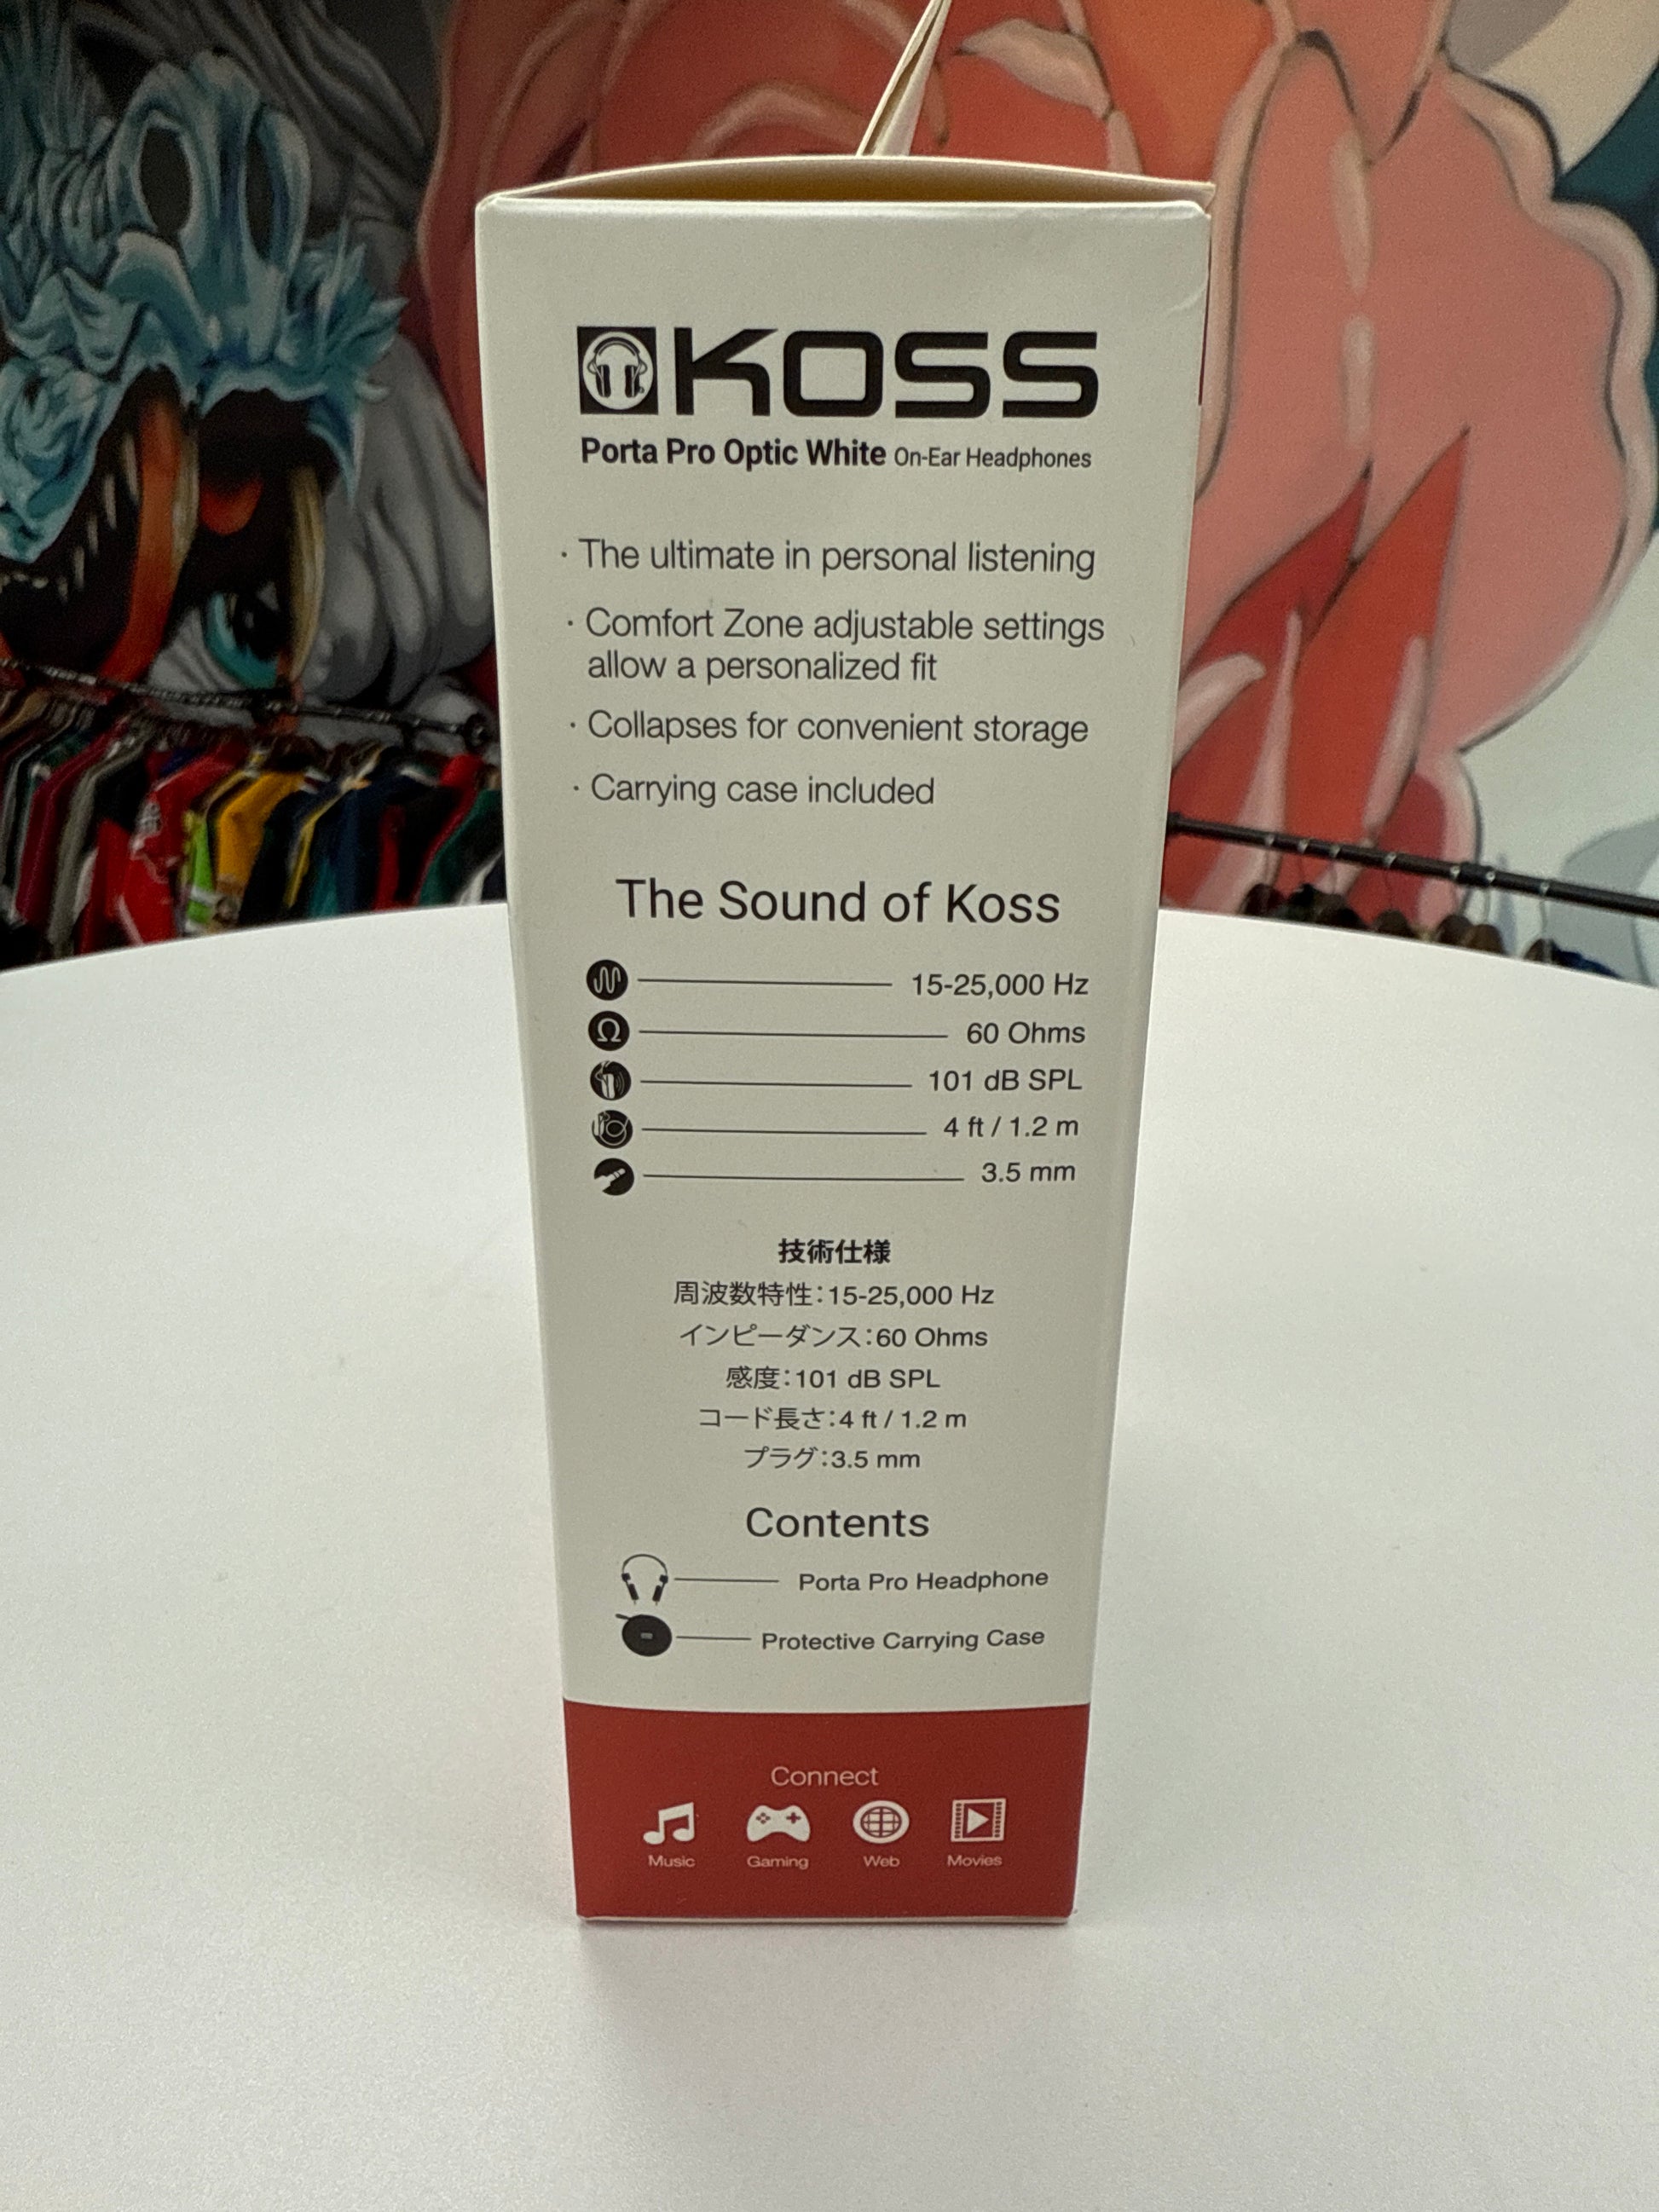 KOSS
Porta Pro Optic White On-Ear Headphones
· The ultimate in personal listening
· Comfort Zone adjustable settings
allow a personalized fit
· Collapses for convenient storage
· Carrying case included
The Sound of Koss
15-25,000 Hz
Ω 60 Ohms
101 dB SPL
4 ft / 1.2 m
3.5 mm
技術仕様
周波数特性:15-25,000 Hz
インピーダンス:60 Ohms
感度:101 dB SPL
コード長さ:4 ft / 1.2 m
プラグ:3.5 mm
Contents
Porta Pro Headphone
Protective Carrying Case
Connect
Music Gaming Web Movies